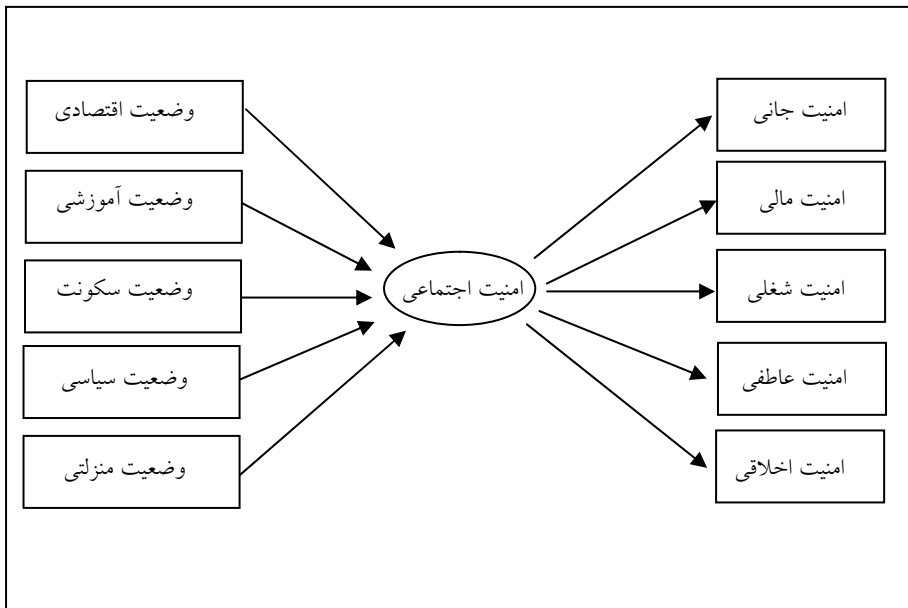 وضعیت اقتصادی
وضعیت آموزشی
وضعیت سکونت
وضعیت سیاسی
وضعیت منزلتی
امنیت اجتماعی
امنیت جانی
امنیت مالی
امنیت شغلی
امنیت عاطفی
امنیت اخلاقی